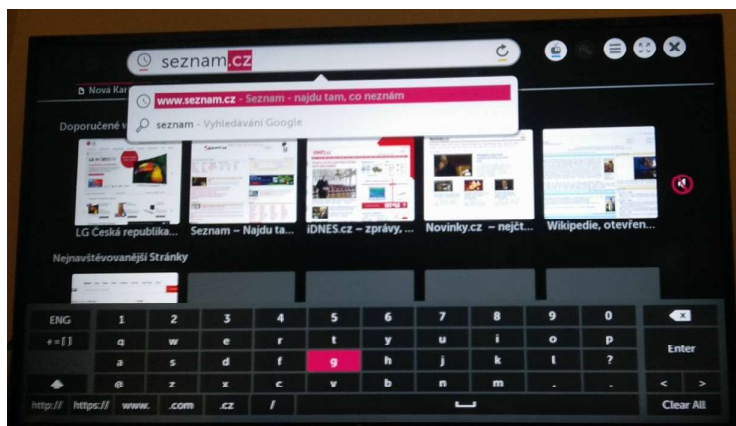 seznam.cz
Nová Kar
www.seznam.cz - Seznam - najdu tam, co neznám
seznam - Vyhledávání Google
Doporučené
LG Česká republika... Seznam – Najdu ta... iDNES.cz – zprávy, ... Novinky.cz – nejčt... Wikipedie, otevřen...
Nejnavštěvovanější Stránky
ENG 1 2 3 4 5 6 7 8 9 0
+=[] q w e r t y u i o p Enter
a s d f g h j k l ?
@ z x c v b n m , . < >
http:// https:// www. .com .cz / Clear All